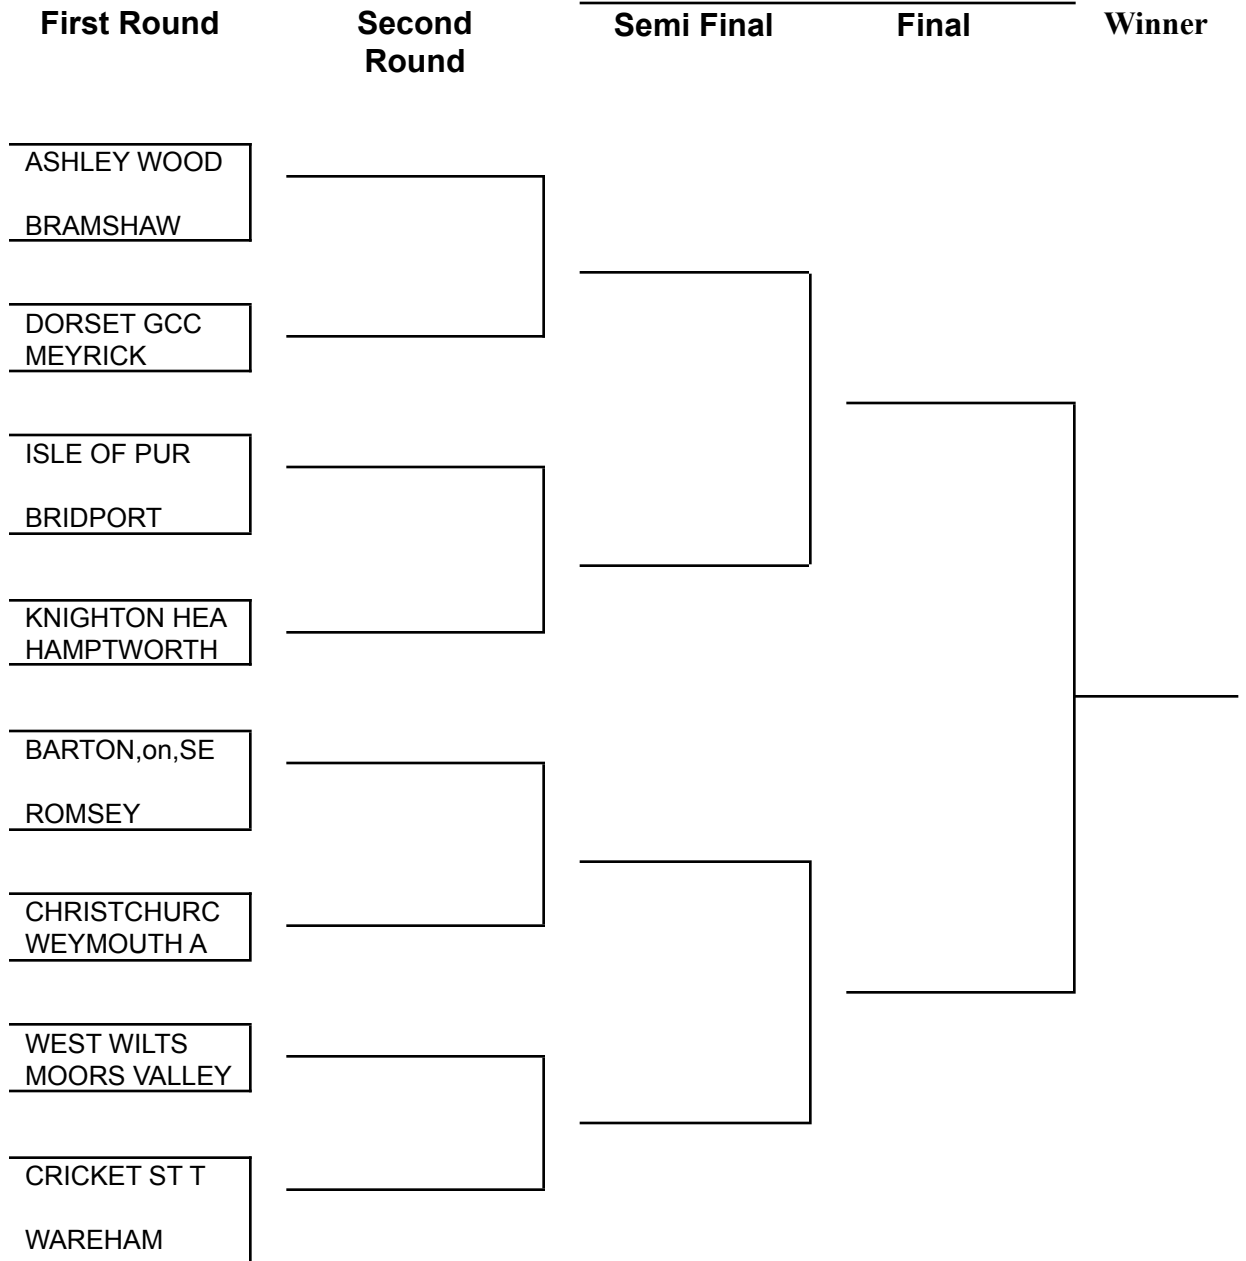 First Round
Second
Round
Semi Final
Final
Winner
ASHLEY WOOD
BRAMSHAW
DORSET GCC
MEYRICK
ISLE OF PUR
BRIDPORT
KNIGHTON HEA
HAMPTWORTH
BARTON,on,SE
ROMSEY
CHRISTCHURC
WEYMOUTH A
WEST WILTS
MOORS VALLEY
CRICKET ST T
WAREHAM